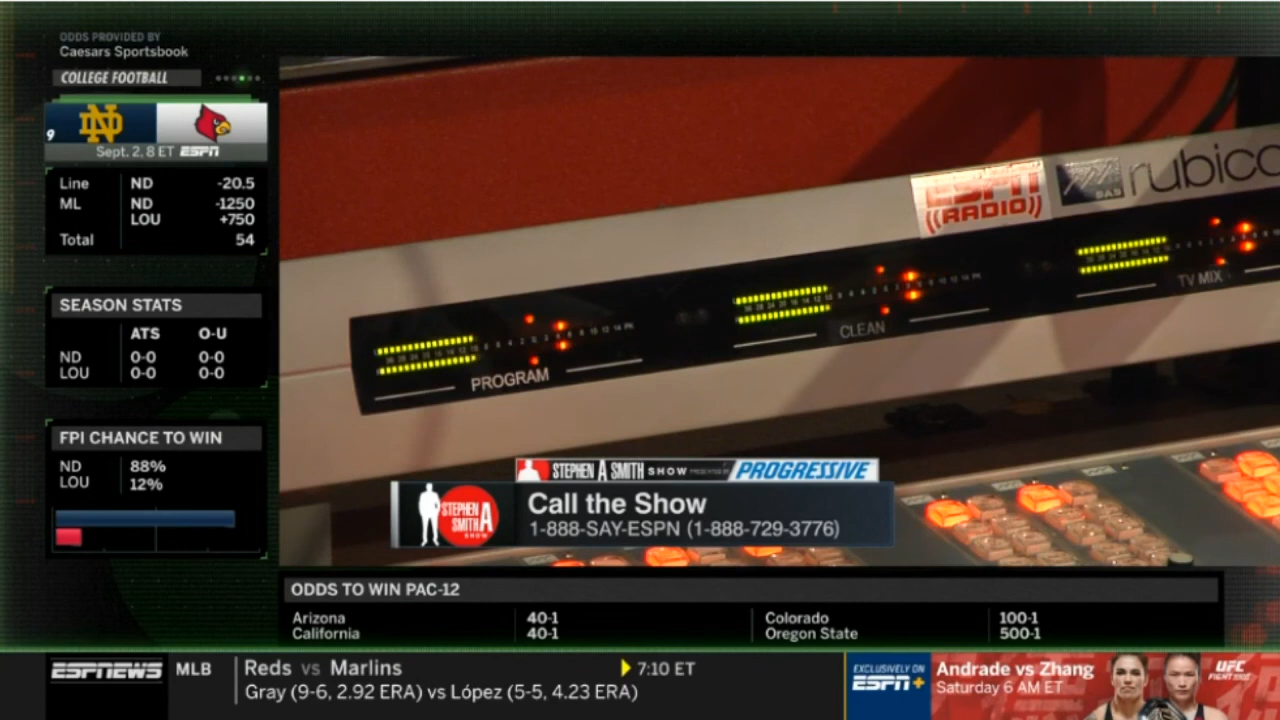 ODDS PROVIDED BY
Caesars Sportsbook
COLLEGE FOOTBALL
9 ND
Sept. 2, 8 ET ESPN
Line ND -20.5
ML ND -1250
LOU +750
Total 54
SEASON STATS
ATS O-U
ND 0-0 0-0
LOU 0-0 0-0
FPI CHANCE TO WIN
ND 88%
LOU 12%
ESPN
((RADIO))
rubico
PROGRAM
CLEAN
TV MIX
STEPHEN A SMITH SHOW PRESENTED BY PROGRESSIVE
STEPHEN A
SMITH
SHOW
Call the Show
1-888-SAY-ESPN (1-888-729-3776)
ODDS TO WIN PAC-12
Arizona 40-1 Colorado 100-1
California 40-1 Oregon State 500-1
ESPNEWS MLB Reds vs Marlins 7:10 ET
Gray (9-6, 2.92 ERA) vs López (5-5, 4.23 ERA)
EXCLUSIVELY ON
ESPN+
Andrade vs Zhang
Saturday 6 AM ET
UFC
FIGHT NIGHT